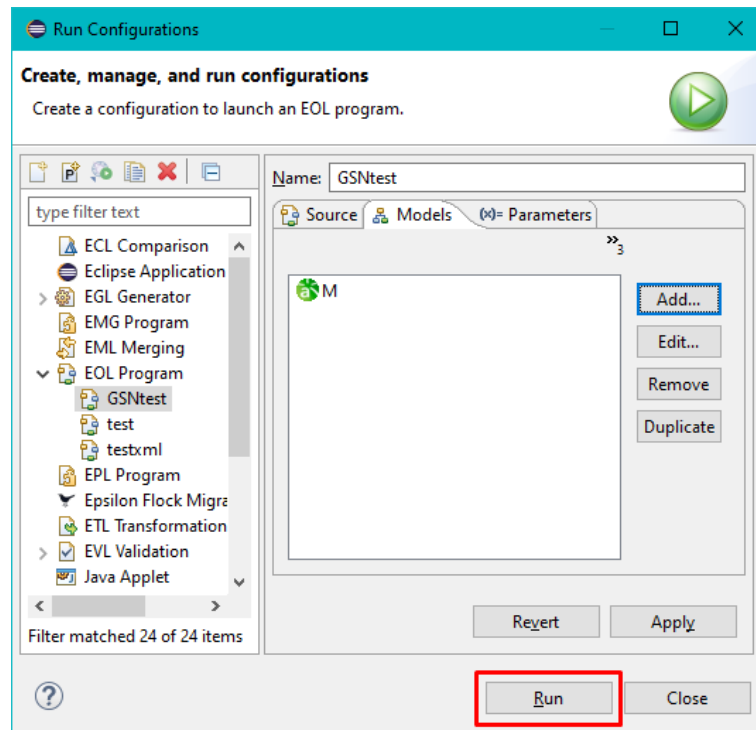 Run Configurations
Create, manage, and run configurations
Create a configuration to launch an EOL program.
type filter text
ECL Comparison
Eclipse Application
EGL Generator
EMG Program
EML Merging
EOL Program
GSNtest
test
testxml
EPL Program
Epsilon Flock Migra
ETL Transformation
EVL Validation
Java Applet
Filter matched 24 of 24 items
Name: GSNtest
Source Models (x)= Parameters
»3
M
Add...
Edit...
Remove
Duplicate
Revert Apply
Run Close